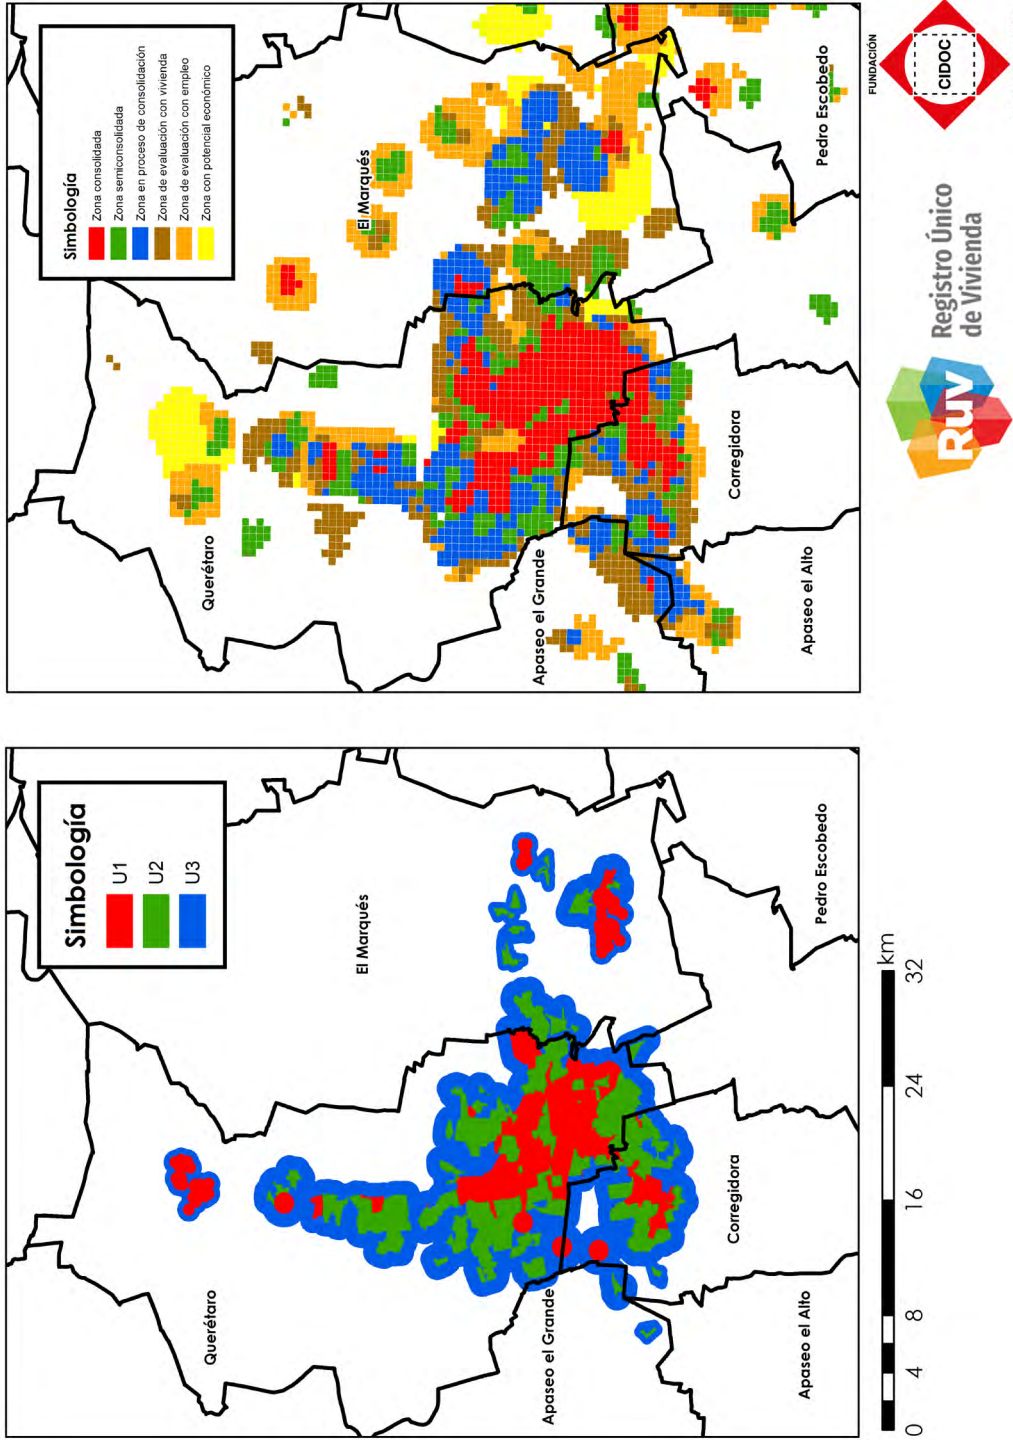 Simbología
U1
U2
U3
Querétaro
El Marqués
Apaseo el Grande
Corregidora
Apaseo el Alto
Pedro Escobedo
0 4 8 16 24 32 km
Simbología
Zona consolidada
Zona semiconsolidada
Zona en proceso de consolidación
Zona de evaluación con vivienda
Zona de evaluación con empleo
Zona con potencial económico
Querétaro
El Marqués
Apaseo el Grande
Corregidora
Apaseo el Alto
Pedro Escobedo
Ruv
Registro Único
de Vivienda
FUNDACIÓN
CIDOC